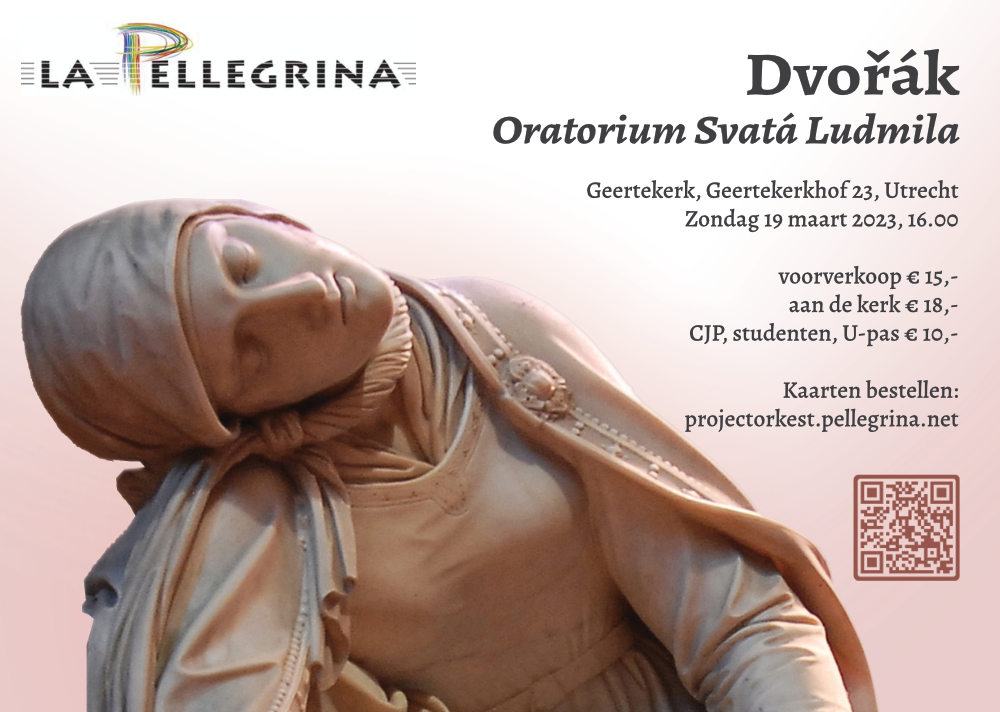 LA PELLEGRINA
Dvořák
Oratorium Svatá Ludmila
Geertekerk, Geertekerkhof 23, Utrecht
Zondag 19 maart 2023, 16.00
voorverkoop € 15,-
aan de kerk € 18,-
CJP, studenten, U-pas € 10,-
Kaarten bestellen:
projectorkest.pellegrina.net